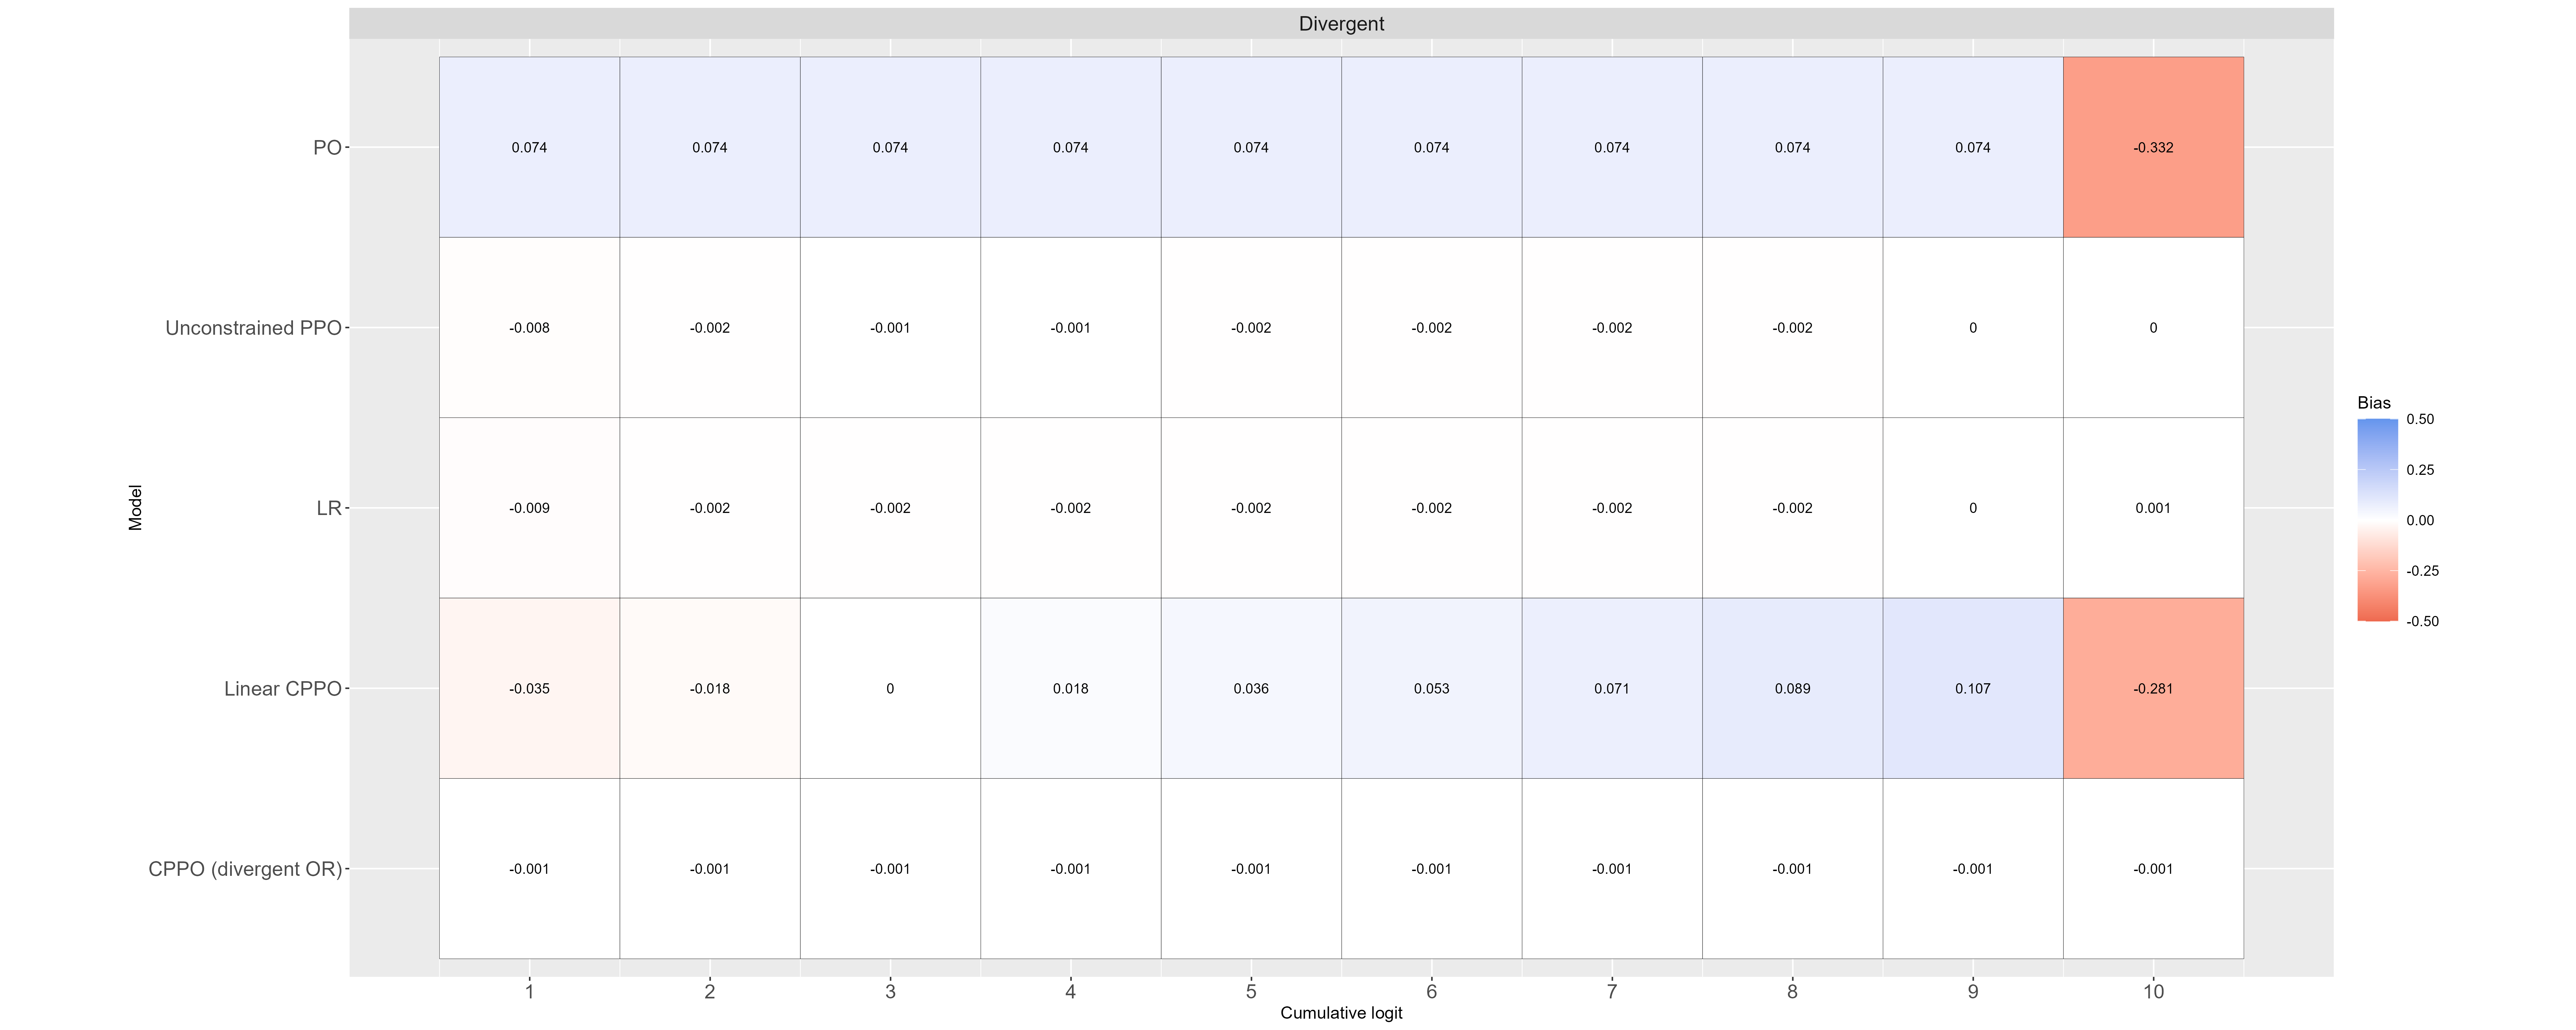 Divergent
PO 0.074 0.074 0.074 0.074 0.074 0.074 0.074 0.074 0.074 -0.332
Unconstrained PPO -0.008 -0.002 -0.001 -0.001 -0.002 -0.002 -0.002 -0.002 0 0
LR -0.009 -0.002 -0.002 -0.002 -0.002 -0.002 -0.002 -0.002 0 0.001
Linear CPPO -0.035 -0.018 0 0.018 0.036 0.053 0.071 0.089 0.107 -0.281
CPPO (divergent OR) -0.001 -0.001 -0.001 -0.001 -0.001 -0.001 -0.001 -0.001 -0.001 -0.001
1 2 3 4 5 6 7 8 9 10
Cumulative logit
Model
Bias
0.50
0.25
0.00
-0.25
-0.50